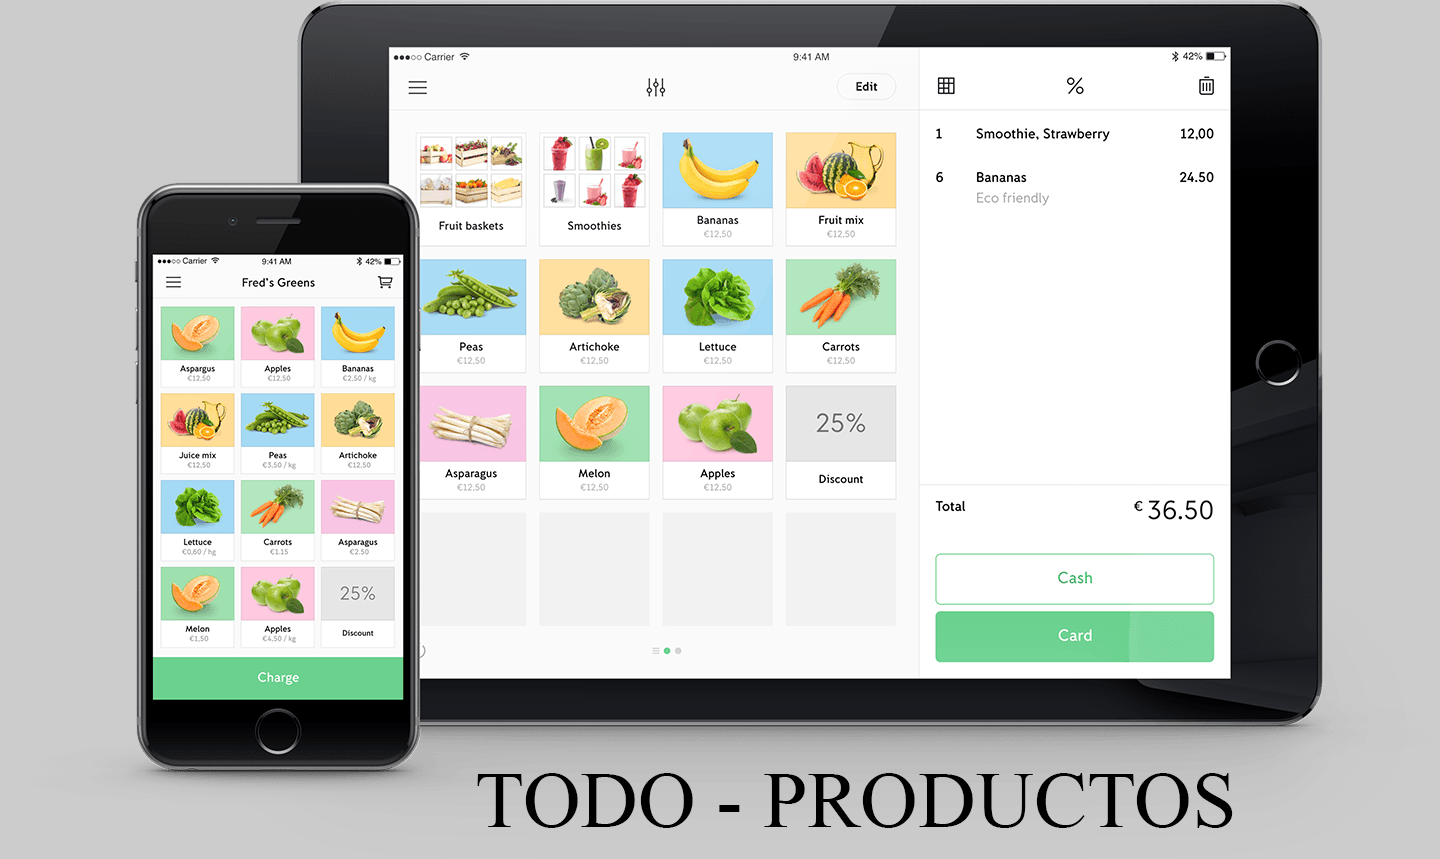 Carrier
9:41 AM
42%
Edit
Fruit baskets
Smoothies
Bananas
€12,50
Fruit mix
€12,50
Peas
€12,50
Artichoke
€12,50
Lettuce
€12,50
Carrots
€12,50
Asparagus
€12,50
Melon
€12,50
Apples
€12,50
25%
Discount
%
1 Smoothie, Strawberry 12,00
6 Bananas 24.50
Eco friendly
Total € 36.50
Cash
Card
Carrier
9:41 AM
42%
Fred's Greens
Aspargus
€12,50
Apples
€12,50
Bananas
€2,50 / kg
Juice mix
€12,50
Peas
€3,50 / kg
Artichoke
€12,50
Lettuce
€0,60 / hg
Carrots
€1.15
Asparagus
€2.50
Melon
€1,50
Apples
€4,50 / kg
25%
Discount
Charge
TODO - PRODUCTOS